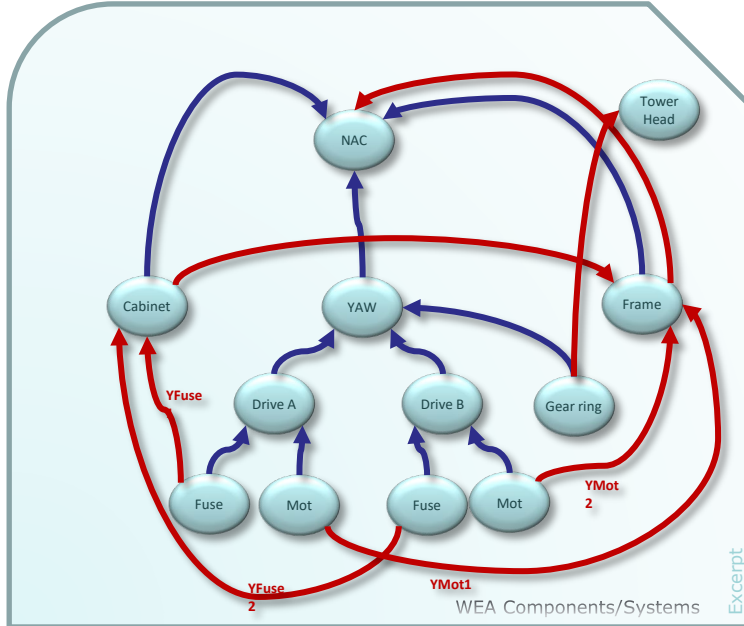 Tower
Head
NAC
Cabinet
YAW
Frame
YFuse
Drive A
Drive B
Gear ring
Fuse
Mot
Fuse
Mot
YMot
2
YFuse
2
YMot1
WEA Components/Systems
Excerpt